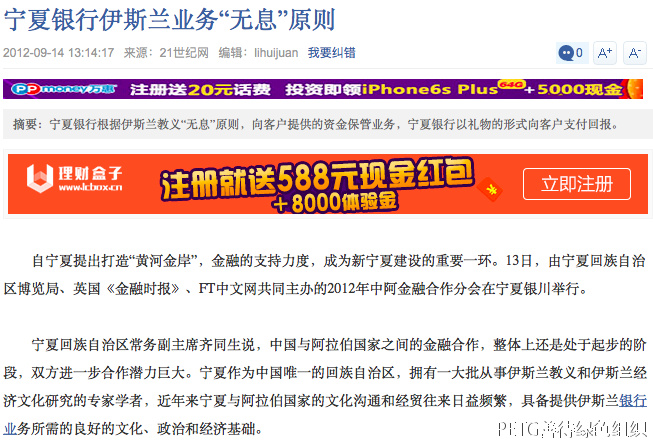 宁夏银行伊斯兰业务“无息”原则
2012-09-14 13:14:17 来源：21世纪网 编辑：lihuijuan 我要纠错 0 A+ A-
PPmoney万惠 注册送20元话费 投资即领iPhone6s Plus 64G +5000现金
摘要：宁夏银行根据伊斯兰教义“无息”原则，向客户提供的资金保管业务，宁夏银行以礼物的形式向客户支付回报。
理财盒子
www.lcbox.cn
注册就送588元现金红包
+8000体验金
立即注册
自宁夏提出打造“黄河金岸”，金融的支持力度，成为新宁夏建设的重要一环。13日，由宁夏回族自治
区博览局、英国《金融时报》、FT中文网共同主办的2012年中阿金融合作分会在宁夏银川举行。
宁夏回族自治区常务副主席齐同生说，中国与阿拉伯国家之间的金融合作，整体上还是处于起步的阶
段，双方进一步合作潜力巨大。宁夏作为中国唯一的回族自治区，拥有一大批从事伊斯兰教义和伊斯兰经
济文化研究的专家学者，近年来宁夏与阿拉伯国家的文化沟通和经贸往来日益频繁，具备提供伊斯兰银行
业务所需的良好的文化、政治和经济基础。
绿色组织